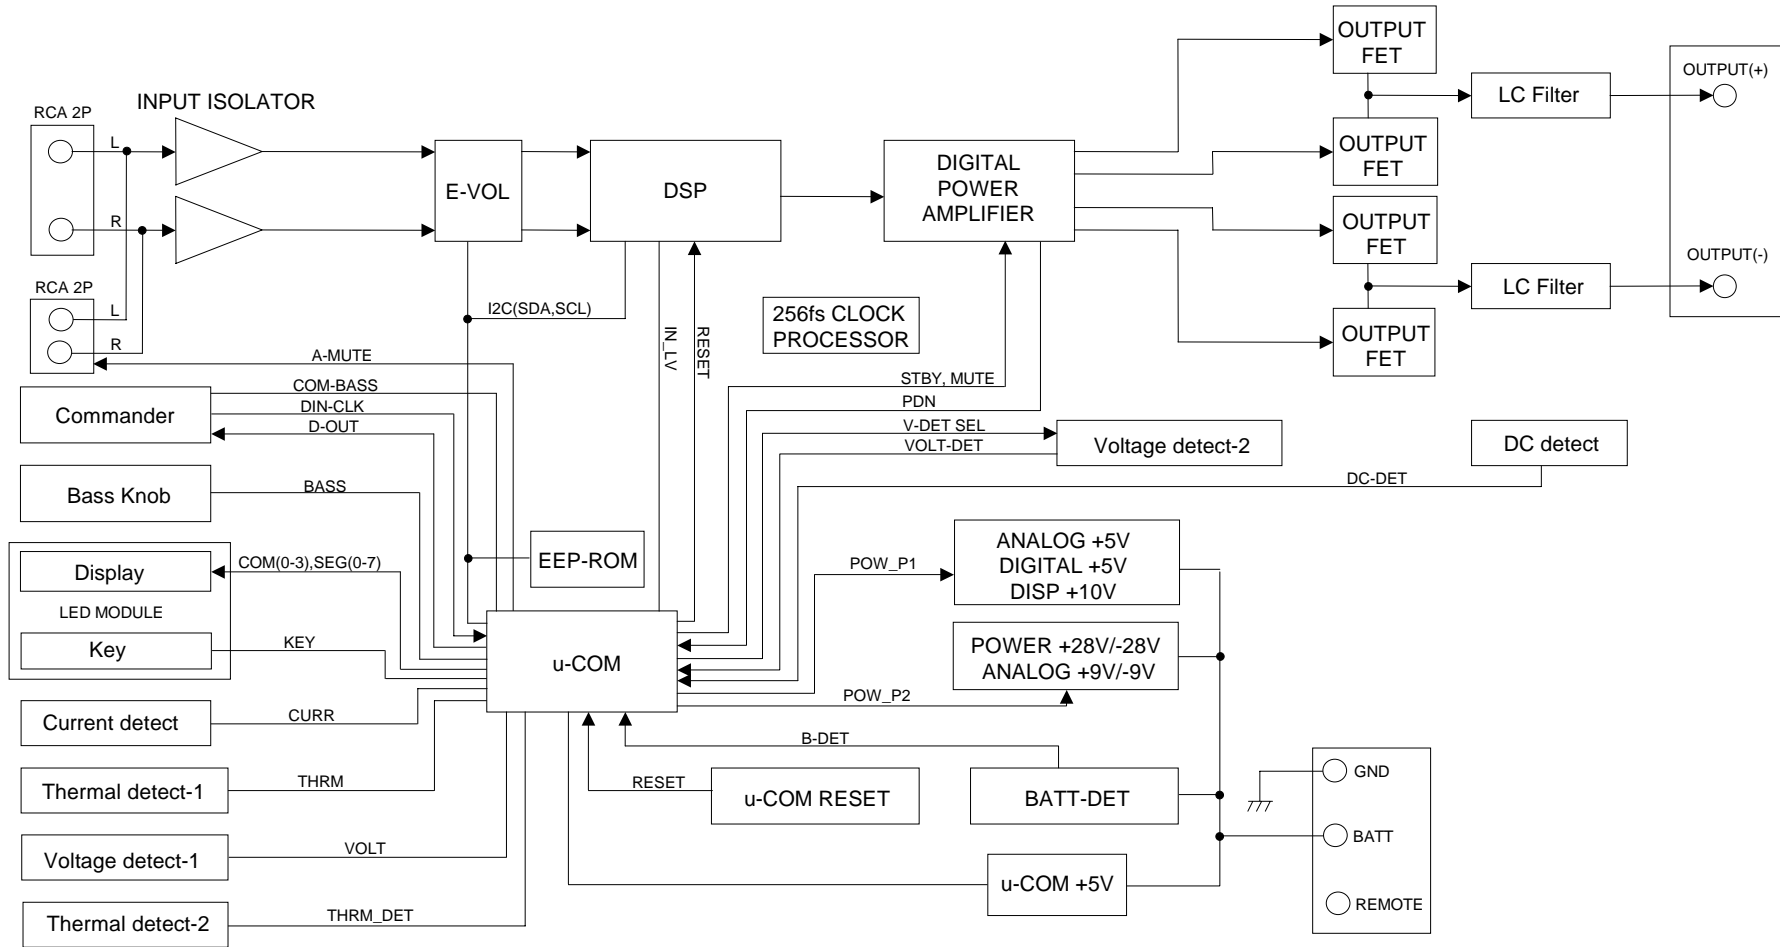 OUTPUT
FET
OUTPUT(+)
LC Filter
INPUT ISOLATOR
RCA 2P
L
R
E-VOL
DSP
DIGITAL
POWER
AMPLIFIER
OUTPUT
FET
OUTPUT
FET
OUTPUT(-)
LC Filter
OUTPUT
FET
RCA 2P
L
R
I2C(SDA,SCL)
IN_LV
RESET
256fs CLOCK
PROCESSOR
A-MUTE
COM-BASS
DIN-CLK
D-OUT
Commander
STBY, MUTE
PDN
V-DET SEL
VOLT-DET
Voltage detect-2
DC detect
DC-DET
Bass Knob
BASS
EEP-ROM
Display
COM(0-3),SEG(0-7)
LED MODULE
Key
KEY
u-COM
POW_P1
ANALOG +5V
DIGITAL +5V
DISP +10V
POWER +28V/-28V
ANALOG +9V/-9V
POW_P2
Current detect
CURR
B-DET
Thermal detect-1
THRM
RESET
u-COM RESET
BATT-DET
GND
BATT
REMOTE
Voltage detect-1
VOLT
u-COM +5V
Thermal detect-2
THRM_DET